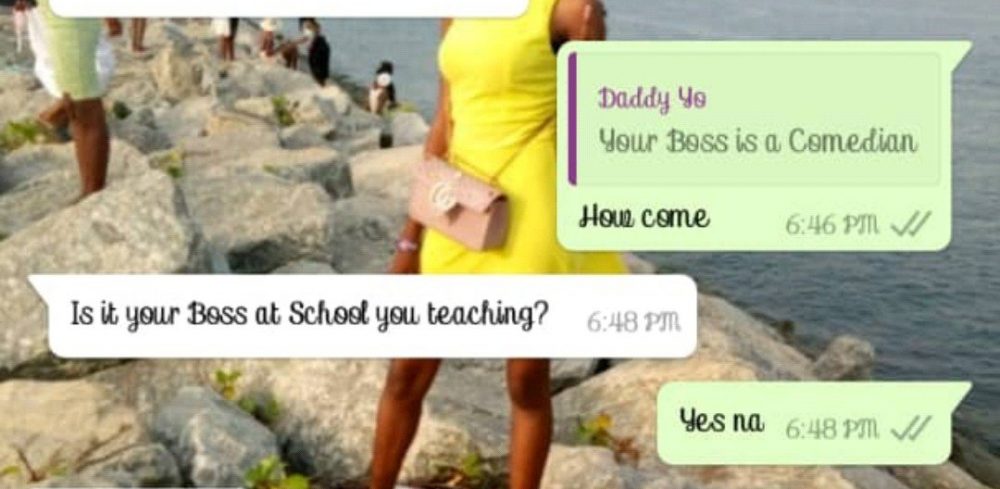 Daddy Yo
Your Boss is a Comedian
How come 6:46 PM
Is it your Boss at School you teaching? 6:48 PM
Yes na 6:48 PM